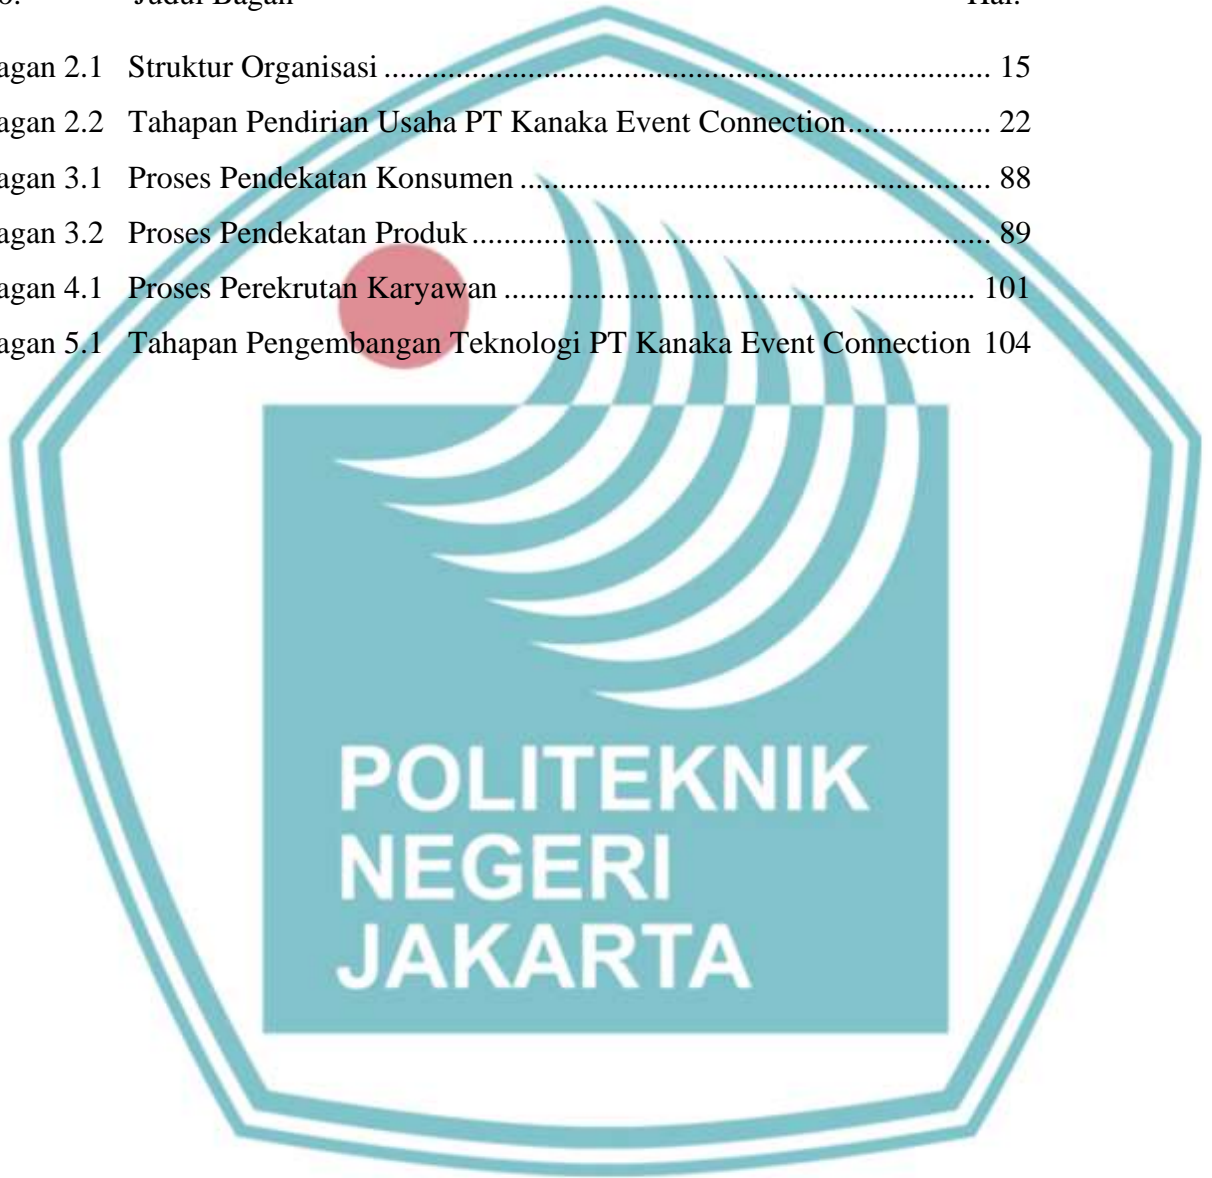 o. Judul Bagan Hal.
agan 2.1 Struktur Organisasi ............................................................................ 15
agan 2.2 Tahapan Pendirian Usaha PT Kanaka Event Connection.................. 22
agan 3.1 Proses Pendekatan Konsumen ........................................................... 88
agan 3.2 Proses Pendekatan Produk ................................................................. 89
agan 4.1 Proses Perekrutan Karyawan ........................................................... 101
agan 5.1 Tahapan Pengembangan Teknologi PT Kanaka Event Connection 104
POLITEKNIK
NEGERI
JAKARTA